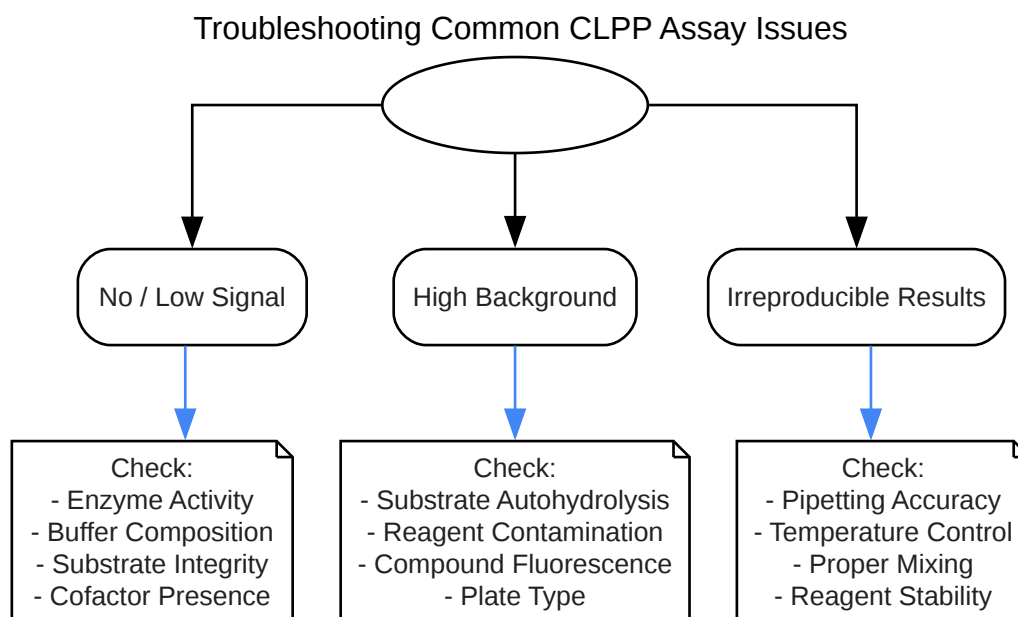 Troubleshooting Common CLPP Assay Issues
No / Low Signal
High Background
Irreproducible Results
Check:
- Enzyme Activity
- Buffer Composition
- Substrate Integrity
- Cofactor Presence
Check:
- Substrate Autohydrolysis
- Reagent Contamination
- Compound Fluorescence
- Plate Type
Check:
- Pipetting Accuracy
- Temperature Control
- Proper Mixing
- Reagent Stability